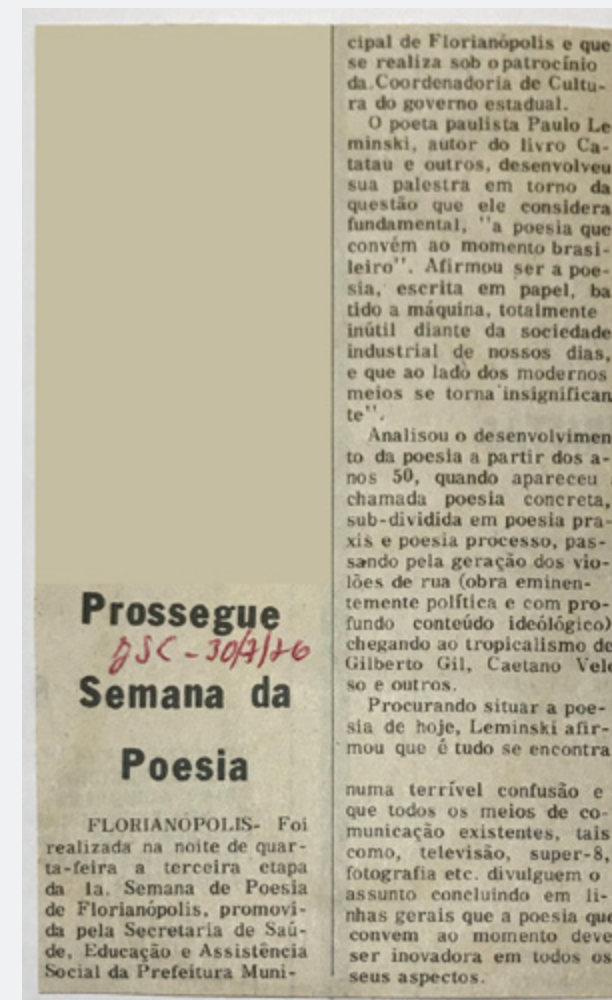 Prossegue
JSC - 30/7/76
Semana da
Poesia
FLORIANÓPOLIS- Foi
realizada na noite de quar-
ta-feira a terceira etapa
da 1a. Semana de Poesia
de Florianópolis, promovi-
da pela Secretaria de Saú-
de, Educação e Assistência
Social da Prefeitura Muni-
cipal de Florianópolis e que
se realiza sob o patrocínio
da Coordenadoria de Cultu-
ra do governo estadual.
O poeta paulista Paulo Le
minski, autor do livro Ca-
tatau e outros, desenvolveu
sua palestra em torno da
questão que ele considera
fundamental, "a poesia que
convém ao momento brasi-
leiro". Afirmou ser a poe-
sia, escrita em papel, ba
tido a máquina, totalmente
inútil diante da sociedade
industrial de nossos dias,
e que ao lado dos modernos
meios se torna insignifican
te".
Analisou o desenvolvimen
to da poesia a partir dos a-
nos 50, quando apareceu
chamada poesia concreta,
sub-dividida em poesia pra-
xis e poesia processo, pas-
sando pela geração dos vio-
lões de rua (obra eminen-
temente política e com pro-
fundo conteúdo ideólógico)
chegando ao tropicalismo de
Gilberto Gil, Caetano Velo
so e outros.
Procurando situar a poe-
sia de hoje, Leminski afir-
mou que é tudo se encontra
numa terrível confusão e
que todos os meios de co-
municação existentes, tais
como, televisão, super-8,
fotografia etc. divulguem o
assunto concluindo em li-
nhas gerais que a poesia que
convem ao momento deve
ser inovadora em todos os
seus aspectos.